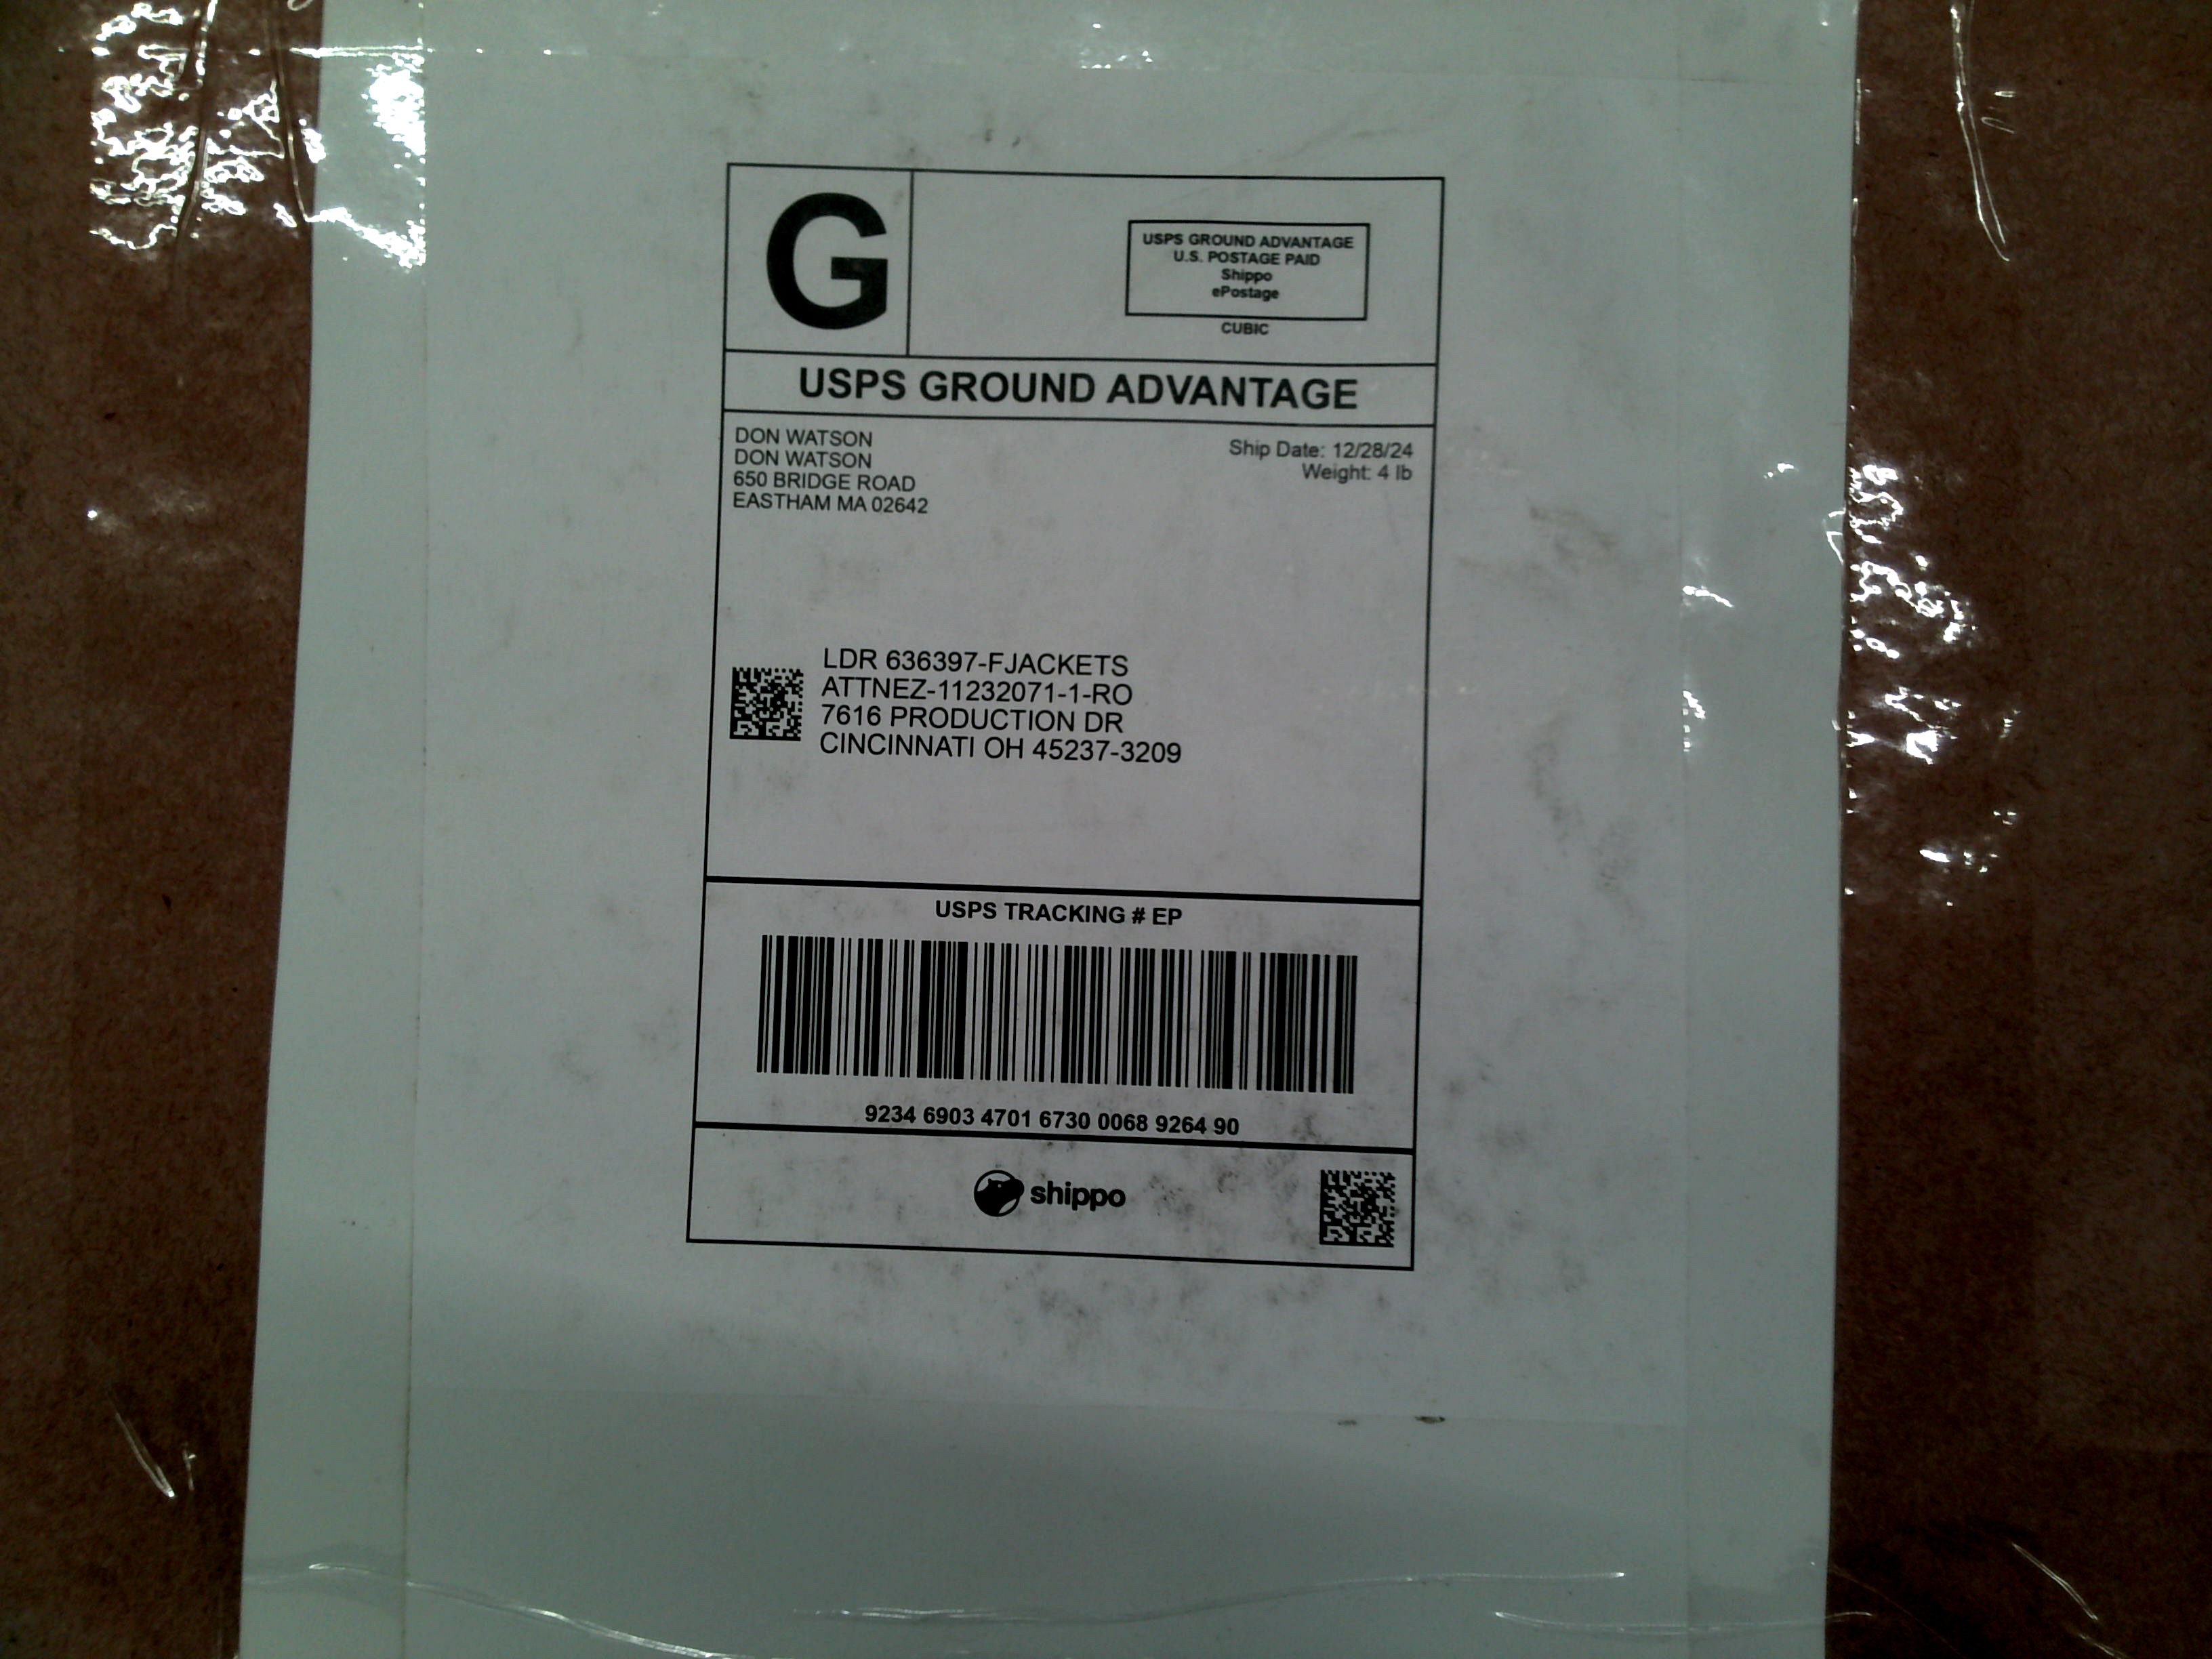 G
USPS GROUND ADVANTAGE
U.S. POSTAGE PAID
Shippo
ePostage
CUBIC
USPS GROUND ADVANTAGE
DON WATSON
DON WATSON
650 BRIDGE ROAD
EASTHAM MA 02642
Ship Date: 12/28/24
Weight: 4 lb
LDR 636397-FJACKETS
ATTNEZ-11232071-1-RO
7616 PRODUCTION DR
CINCINNATI OH 45237-3209
USPS TRACKING # EP
9234 6903 4701 6730 0068 9264 90
shippo